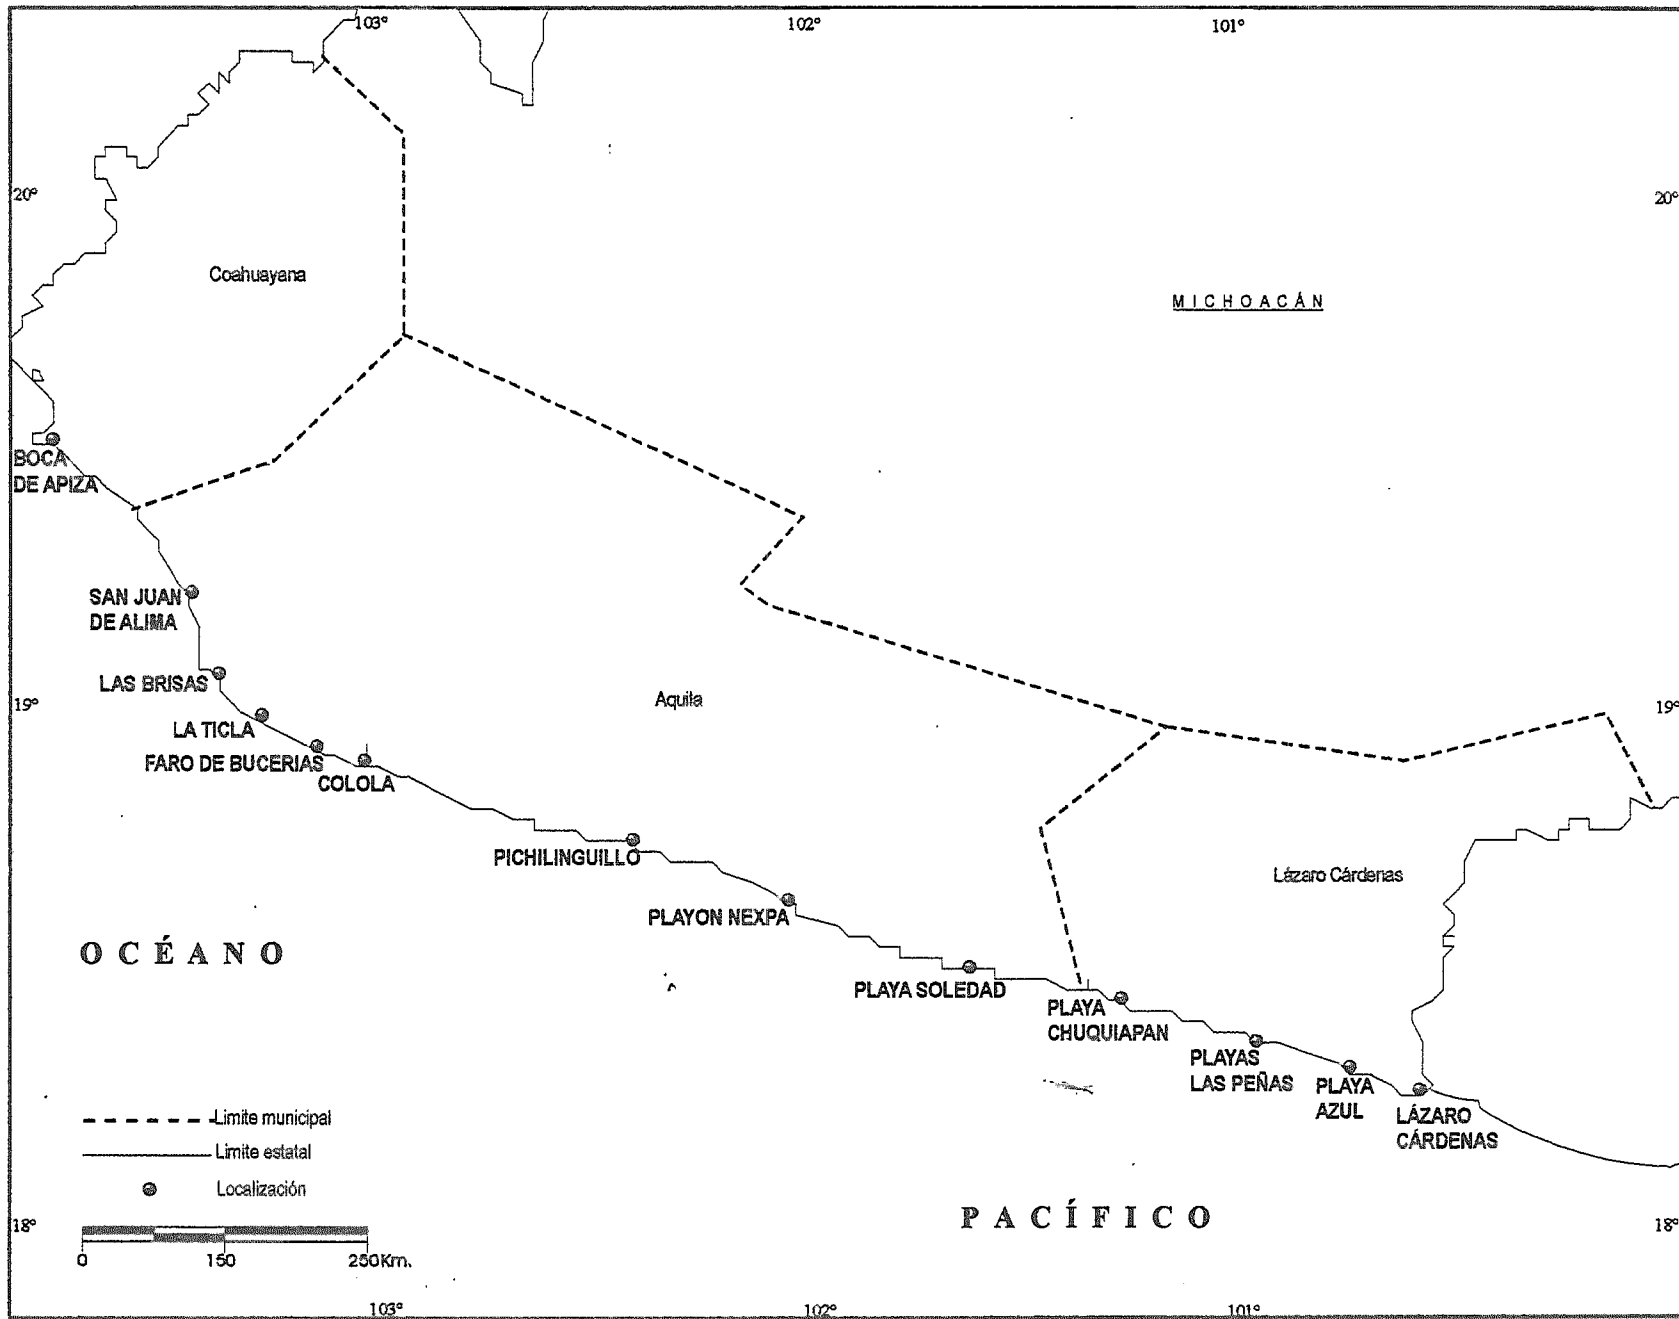 103°
102°
101°
20°
20°
Coahuayana
MICHOACÁN
BOCA
DE APIZA
SAN JUAN
DE ALIMA
LAS BRISAS
Aquila
19°
19°
LA TICLA
FARO DE BUCERIAS
COLOLA
PICHILINGUILLO
Lázaro Cárdenas
PLAYON NEXPA
OCÉANO
PLAYA SOLEDAD
PLAYA
CHUQUIAPAN
PLAYAS
LAS PEÑAS
PLAYA
AZUL
LÁZARO
CÁRDENAS
Limite municipal
Limite estatal
Localización
PACÍFICO
18°
18°
0 150 250Km.
103°
102°
101°